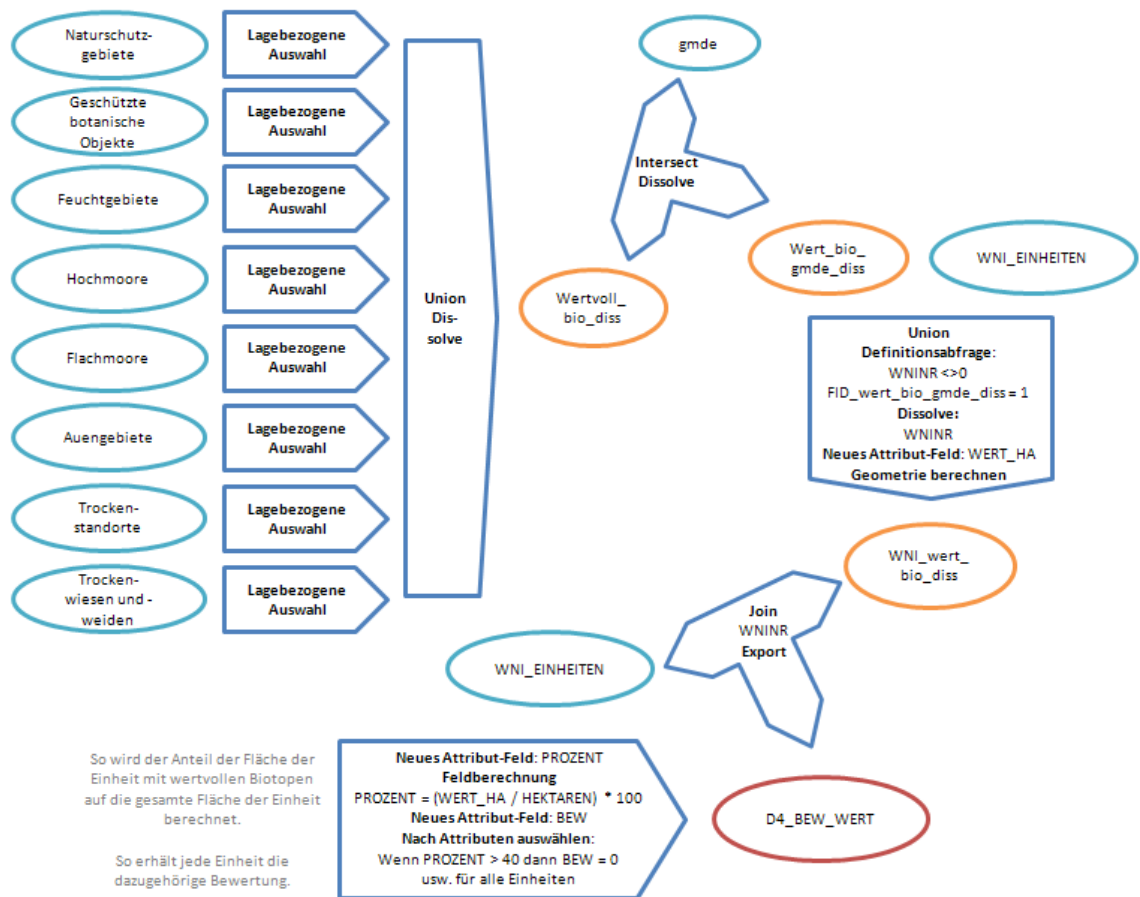 Naturschutz-
gebiete
Lagebezogene
Auswahl
Geschützte
botanische
Objekte
Lagebezogene
Auswahl
Feuchtgebiete
Lagebezogene
Auswahl
Hochmoore
Lagebezogene
Auswahl
Flachmoore
Lagebezogene
Auswahl
Auengebiete
Lagebezogene
Auswahl
Trocken-
standorte
Lagebezogene
Auswahl
Trocken-
wiesen und -
weiden
Lagebezogene
Auswahl
Union
Dis-
solve
Wertvoll_
bio_diss
gmde
Intersect
Dissolve
Wert_bio_
gmde_diss
WNI_EINHEITEN
Union
Definitionsabfrage:
WNINR <>0
FID_wert_bio_gmde_diss = 1
Dissolve:
WNINR
Neues Attribut-Feld: WERT_HA
Geometrie berechnen
WNI_wert_
bio_diss
Join
WNINR
Export
WNI_EINHEITEN
So wird der Anteil der Fläche der
Einheit mit wertvollen Biotopen
auf die gesamte Fläche der Einheit
berechnet.
So erhält jede Einheit die
dazugehörige Bewertung.
Neues Attribut-Feld: PROZENT
Feldberechnung
PROZENT = (WERT_HA / HEKTAREN) * 100
Neues Attribut-Feld: BEW
Nach Attributen auswählen:
Wenn PROZENT > 40 dann BEW = 0
usw. für alle Einheiten
D4_BEW_WERT